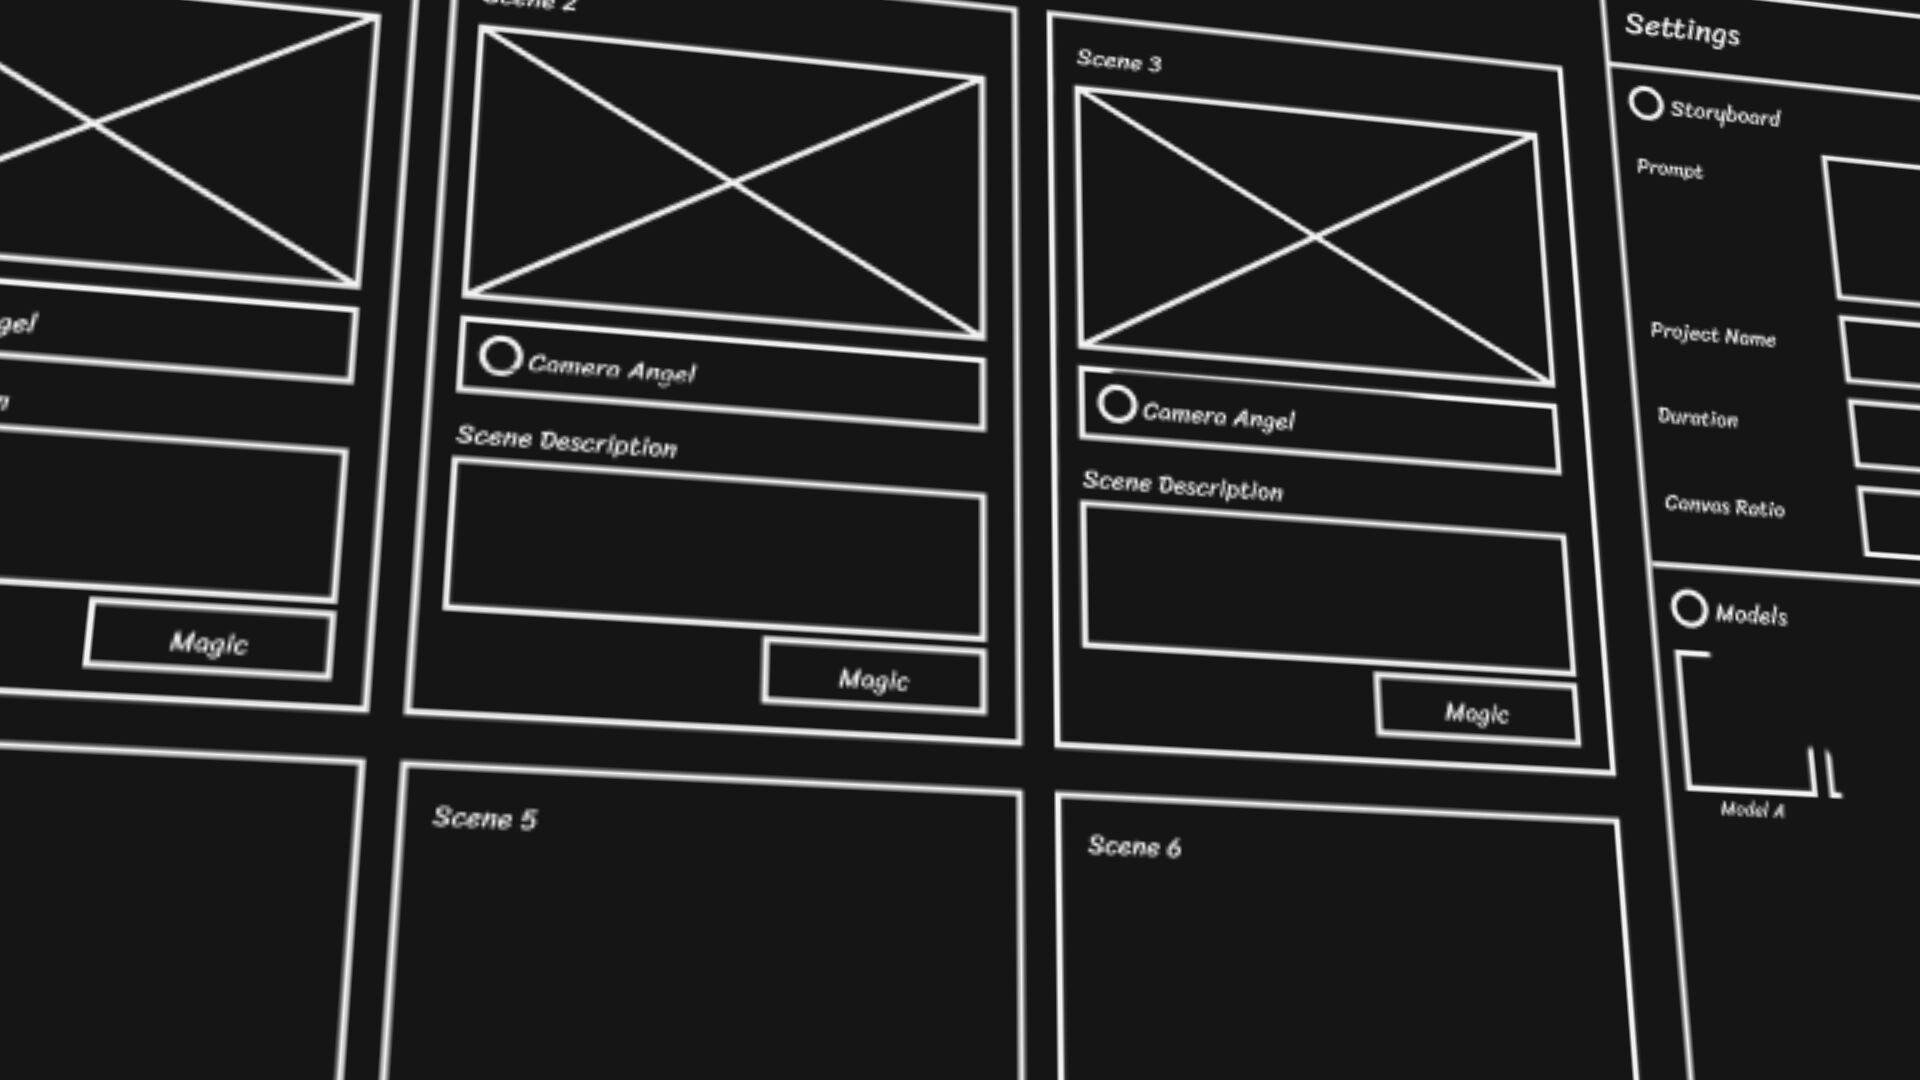 Scene 2
Scene 3
Settings
Storyboard
Prompt
Project Name
Duration
Canvas Ratio
Models
Model A
gel
Camera Angel
Camera Angel
n
Scene Description
Scene Description
Magic
Magic
Magic
Scene 5
Scene 6